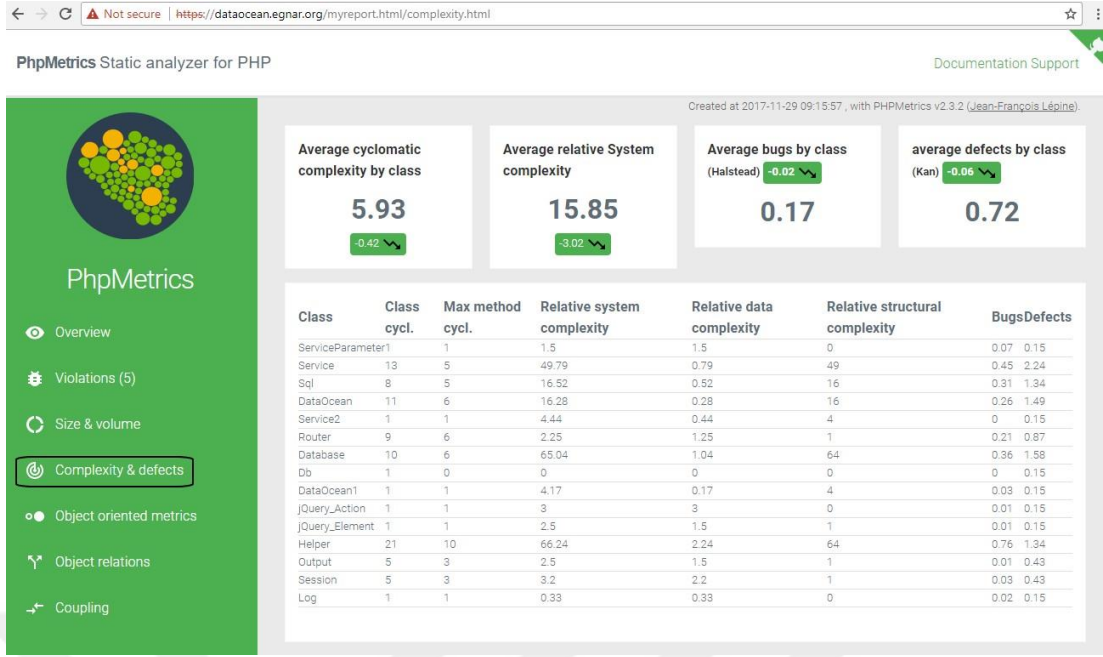 Not secure https://dataocean.egnar.org/myreport.html/complexity.html
PhpMetrics Static analyzer for PHP
Documentation Support
Created at 2017-11-29 09:15:57 , with PHPMetrics v2.3.2 (Jean-François Lépine).
PhpMetrics
Overview
Violations (5)
Size & volume
Complexity & defects
Object oriented metrics
Object relations
Coupling
Average cyclomatic
complexity by class
5.93
-0.42
Average relative System
compexity
15.85
-3.02
Average bugs by class
(Halstead) -0.02
0.17
average defects by class
(Kan) -0.06
0.72
Class Class cycl. Max method cycl. Relative system complexity Relative data complexity Relative structural complexity Bugs Defects
ServiceParameter 1 1 1.5 1.5 0 0.07 0.15
Service 13 5 49.79 0.79 49 0.45 2.24
Sql 8 5 16.52 0.52 16 0.31 1.34
DataOcean 11 6 16.28 0.28 16 0.26 1.49
Service2 1 1 4.44 0.44 4 0 0.15
Router 9 6 2.25 1.25 1 0.21 0.87
Database 10 6 65.04 1.04 64 0.36 1.58
Db 1 0 0 0 0 0 0.15
DataOcean1 1 1 4.17 0.17 4 0.03 0.15
jQuery_Action 1 1 3 3 0 0.01 0.15
jQuery_Element 1 1 2.5 1.5 1 0.01 0.15
Helper 21 10 66.24 2.24 64 0.76 1.34
Output 5 3 2.5 1.5 1 0.01 0.43
Session 5 3 3.2 2.2 1 0.03 0.43
Log 1 1 0.33 0.33 0 0.02 0.15